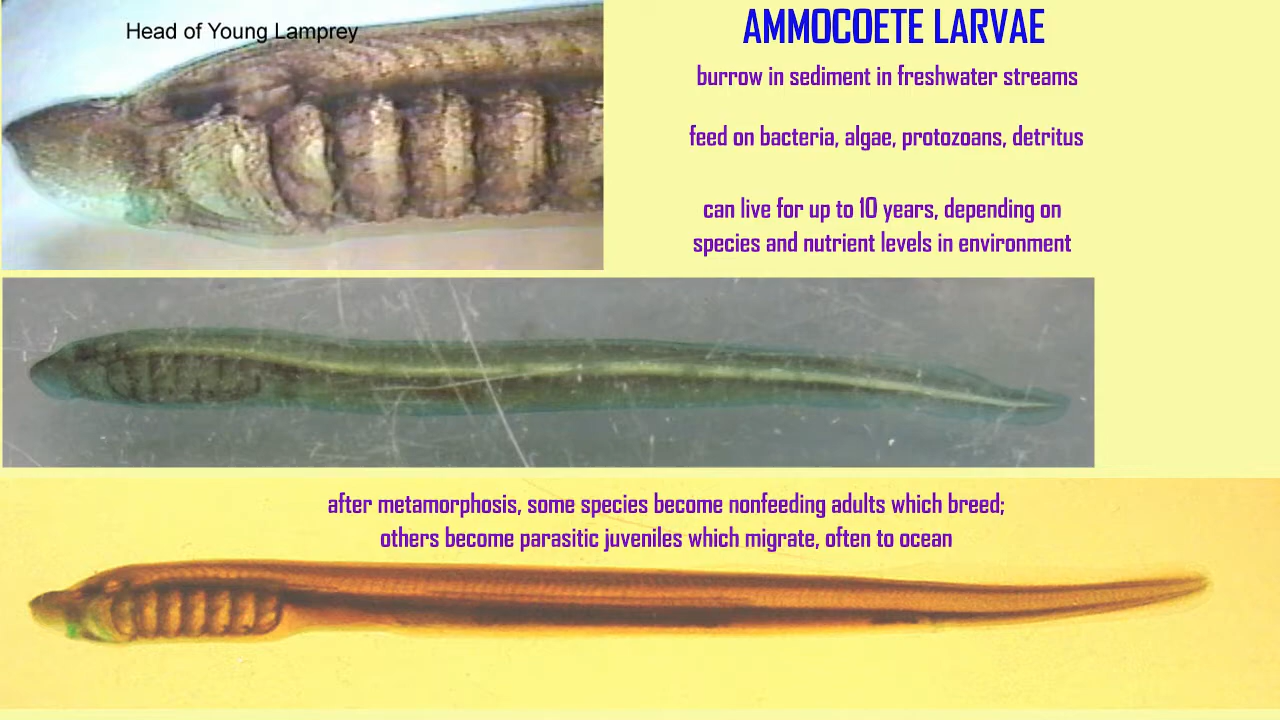 Head of Young Lamprey
AMMOCOETE LARVAE
burrow in sediment in freshwater streams
feed on bacteria, algae, protozoans, detritus
can live for up to 10 years, depending on
species and nutrient levels in environment
after metamorphosis, some species become nonfeeding adults which breed;
others become parasitic juveniles which migrate, often to ocean